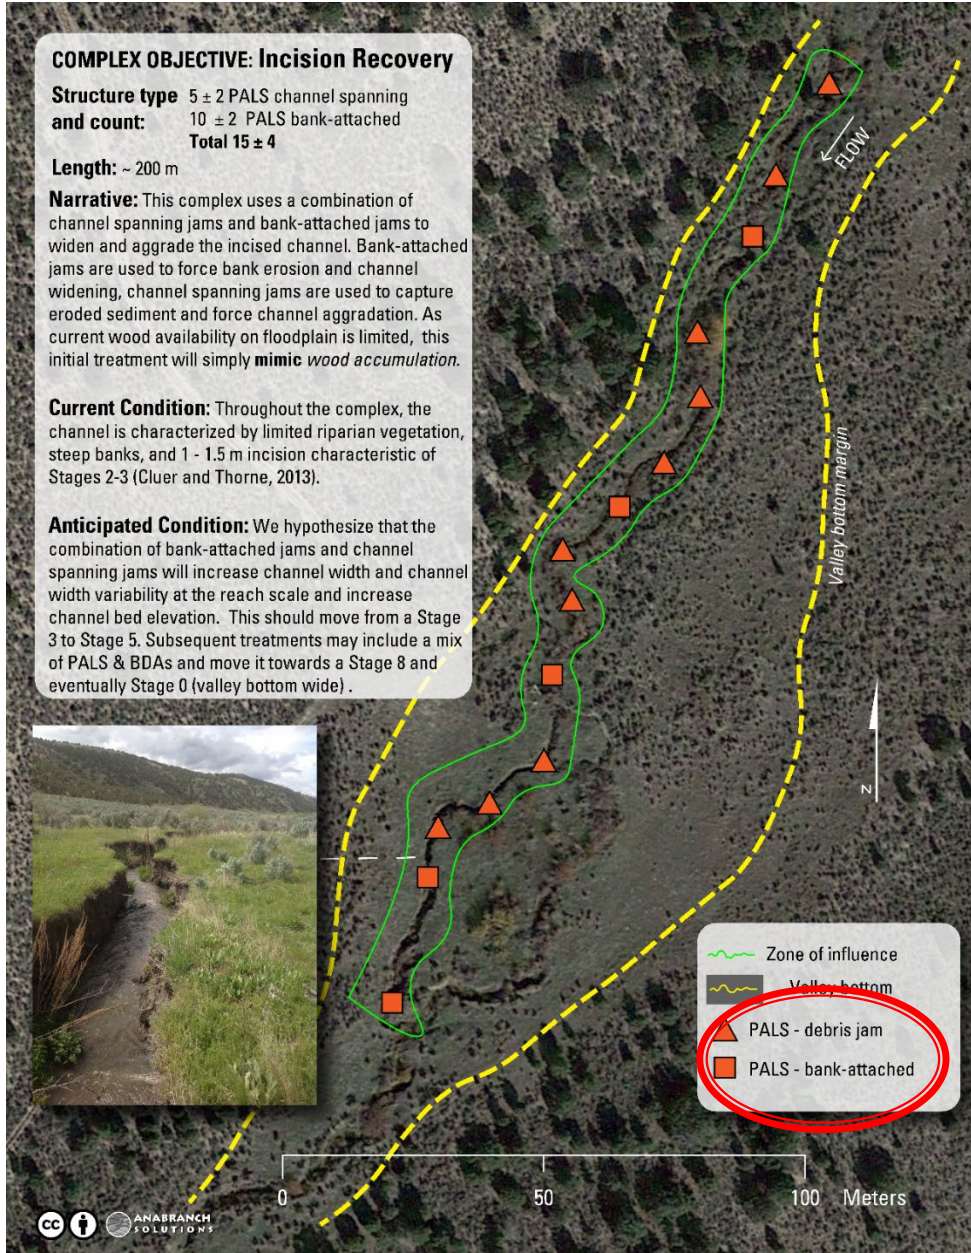 COMPLEX OBJECTIVE: Incision Recovery
Structure type and count:
5 ± 2 PALS channel spanning
10 ± 2 PALS bank-attached
Total 15 ± 4
Length: ~ 200 m
Narrative: This complex uses a combination of
channel spanning jams and bank-attached jams to
widen and aggrade the incised channel. Bank-attached
jams are used to force bank erosion and channel
widening, channel spanning jams are used to capture
eroded sediment and force channel aggradation. As
current wood availability on floodplain is limited, this
initial treatment will simply mimic wood accumulation.
Current Condition: Throughout the complex, the
channel is characterized by limited riparian vegetation,
steep banks, and 1 - 1.5 m incision characteristic of
Stages 2-3 (Cluer and Thorne, 2013).
Anticipated Condition: We hypothesize that the
combination of bank-attached jams and channel
spanning jams will increase channel width and channel
width variability at the reach scale and increase
channel bed elevation. This should move from a Stage
3 to Stage 5. Subsequent treatments may include a mix
of PALS & BDAs and move it towards a Stage 8 and
eventually Stage 0 (valley bottom wide) .
FLOW
Valley bottom margin
N
Zone of influence
Valley bottom
PALS - debris jam
PALS - bank-attached
0 50 100 Meters
cc
ANABRANCH
SOLUTIONS